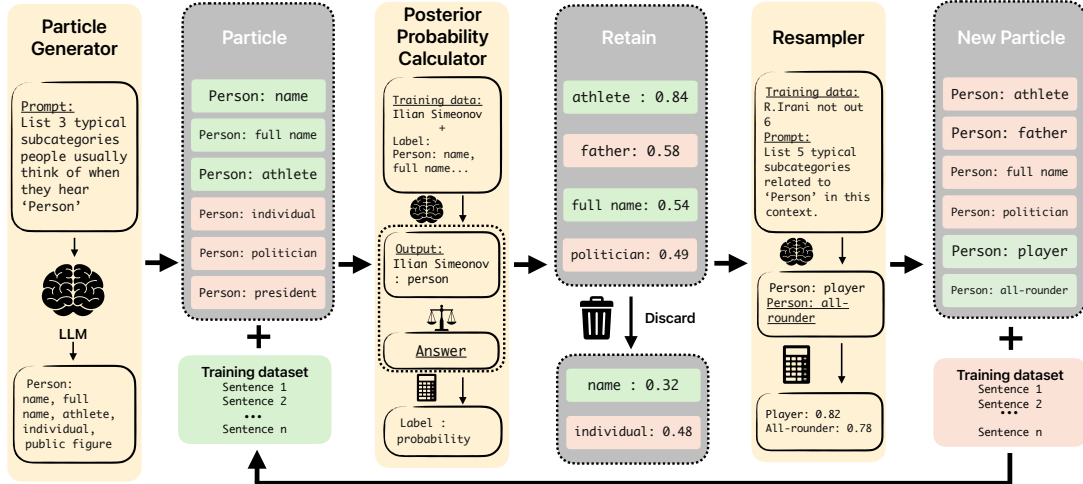 Particle
Generator
Prompt:
List 3 typical
subcategories
people usually
think of when
they hear
‘Person’
LLM
Person:
name, full
name, athlete,
individual,
public figure
Particle
Person: name
Person: full name
Person: athlete
Person: individual
Person: politician
Person: president
+
Training dataset
Sentence 1
Sentence 2
...
Sentence n
Posterior
Probability
Calculator
Training data:
Ilian Simeonov
+
Label:
Person: name,
full name...
Output:
Ilian Simeonov
: person
Answer
Label :
probability
Retain
athlete : 0.84
father: 0.58
full name: 0.54
politician: 0.49
Discard
name : 0.32
individual: 0.48
Resampler
Training data:
R.Irani not out
6
Prompt:
List 5 typical
subcategories
related to
‘Person’ in this
context.
Person: player
Person: all-
rounder
Player: 0.82
All-rounder: 0.78
New Particle
Person: athlete
Person: father
Person: full name
Person: politician
Person: player
Person: all-rounder
+
Training dataset
Sentence 1
Sentence 2
...
Sentence n